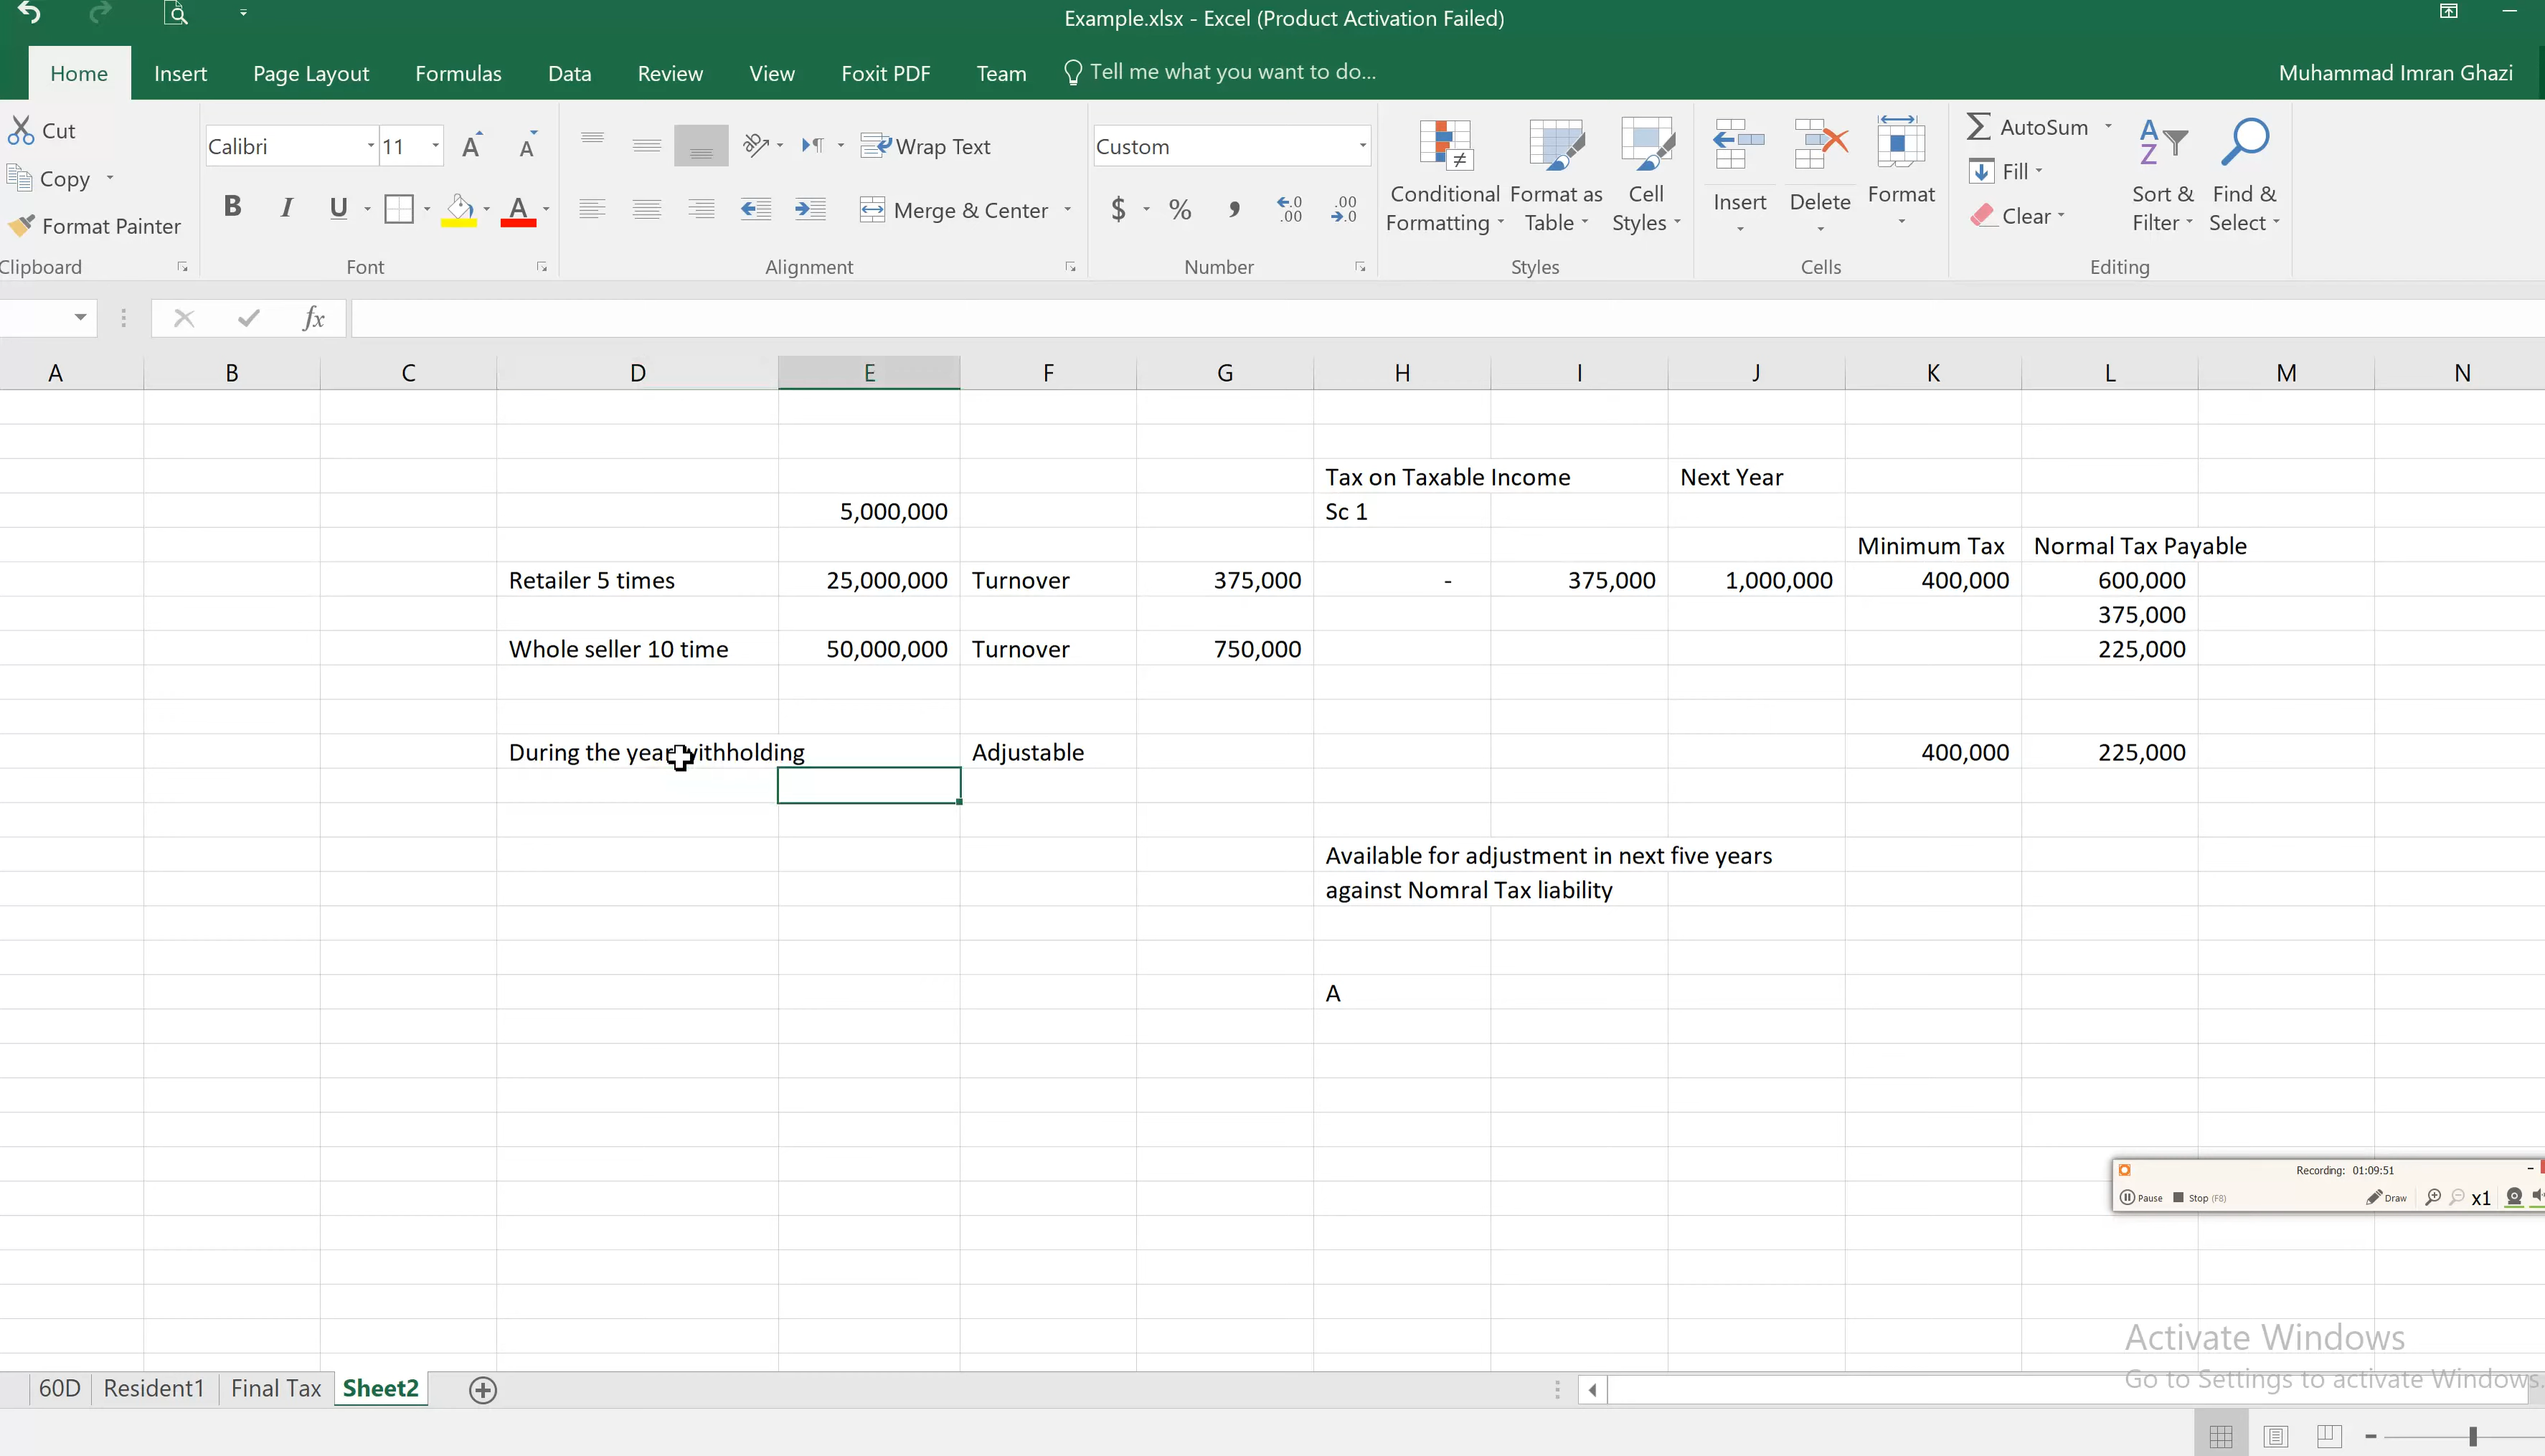 Example.xlsx - Excel (Product Activation Failed)
Home Insert Page Layout Formulas Data Review View Foxit PDF Team Tell me what you want to do... Muhammad Imran Ghazi
Cut
Copy
Format Painter
Clipboard
Calibri 11
B I U A
Font
Wrap Text
Merge & Center
Alignment
Custom
$ % , .00 .00
Number
Conditional Formatting
Format as Table
Cell Styles
Styles
Insert Delete Format
Cells
AutoSum
Fill
Clear
Sort & Filter
Find & Select
Editing
fx
A B C D E F G H I J K L M N
Tax on Taxable Income Next Year
5,000,000 Sc 1
Minimum Tax Normal Tax Payable
Retailer 5 times 25,000,000 Turnover 375,000 - 375,000 1,000,000 400,000 600,000
375,000
Whole seller 10 time 50,000,000 Turnover 750,000 225,000
During the year withholding Adjustable 400,000 225,000
Available for adjustment in next five years
against Nomral Tax liability
A
Recording: 01:09:51
Pause Stop (F8) Draw x1
Activate Windows
Go to Settings to activate Windows.
60D Resident1 Final Tax Sheet2